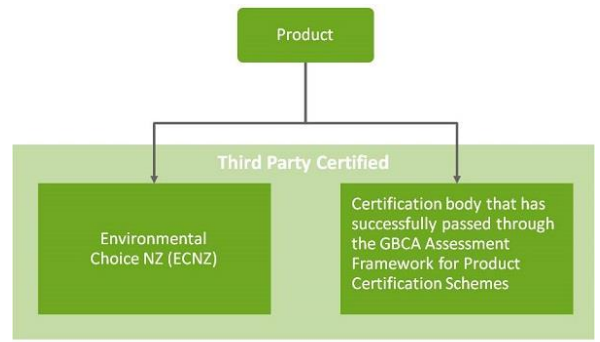 Product
Third Party Certified
Environmental
Choice NZ (ECNZ)
Certification body that has
successfully passed through
the GBCA Assessment
Framework for Product
Certification Schemes